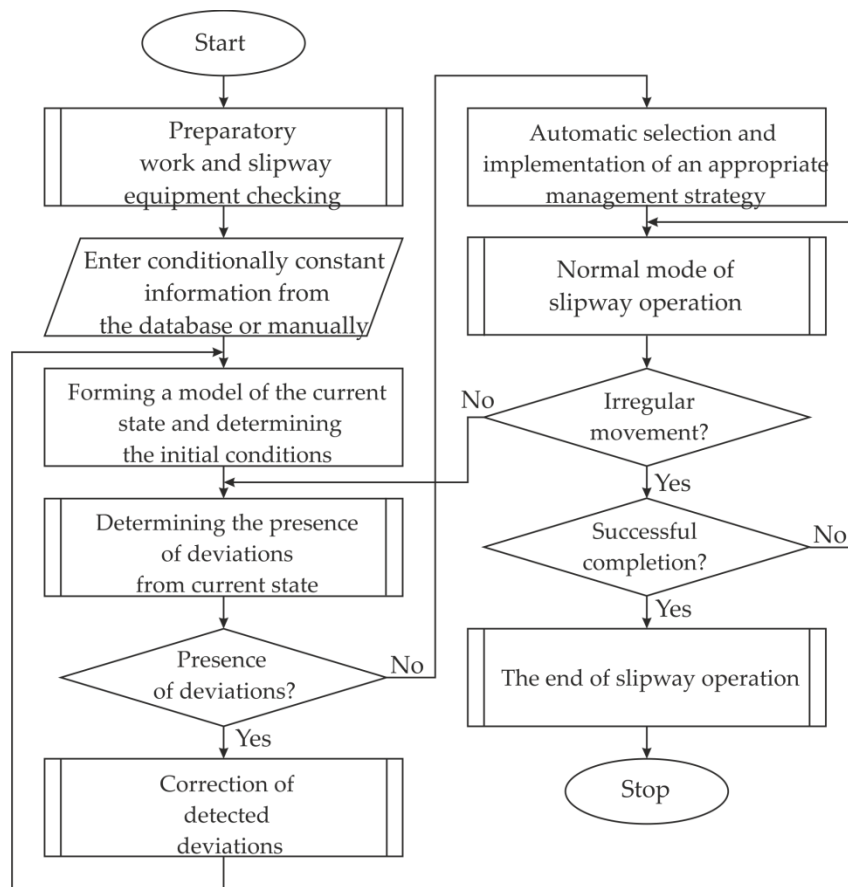 Start
Preparatory
work and slipway
equipment checking
Enter conditionally constant
information from
the database or manually
Forming a model of the current
state and determining
the initial conditions
Determining the presence
of deviations
from current state
Presence
of deviations?
No
Yes
Correction of
detected
deviations
Automatic selection and
implementation of an appropriate
management strategy
Normal mode of
slipway operation
No
Irregular
movement?
Yes
Successful
completion?
No
Yes
The end of slipway operation
Stop